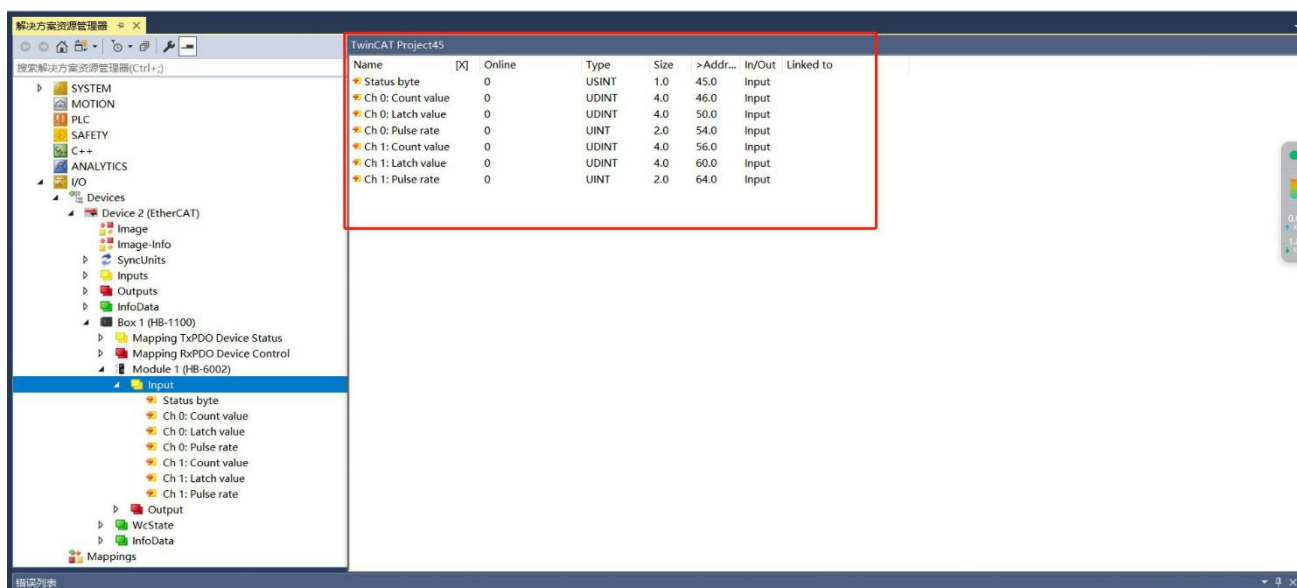 解决方案资源管理器
搜索解决方案资源管理器(Ctrl+;)
SYSTEM
MOTION
PLC
SAFETY
C++
ANALYTICS
I/O
Devices
Device 2 (EtherCAT)
Image
Image-Info
SyncUnits
Inputs
Outputs
InfoData
Box 1 (HB-1100)
Mapping TxPDO Device Status
Mapping RxPDO Device Control
Module 1 (HB-6002)
Input
Status byte
Ch 0: Count value
Ch 0: Latch value
Ch 0: Pulse rate
Ch 1: Count value
Ch 1: Latch value
Ch 1: Pulse rate
Output
WcState
InfoData
Mappings
TwinCAT Project45
Name [X] Online Type Size >Addr... In/Out Linked to
Status byte 0 USINT 1.0 45.0 Input
Ch 0: Count value 0 UDINT 4.0 46.0 Input
Ch 0: Latch value 0 UDINT 4.0 50.0 Input
Ch 0: Pulse rate 0 UINT 2.0 54.0 Input
Ch 1: Count value 0 UDINT 4.0 56.0 Input
Ch 1: Latch value 0 UDINT 4.0 60.0 Input
Ch 1: Pulse rate 0 UINT 2.0 64.0 Input
错误列表